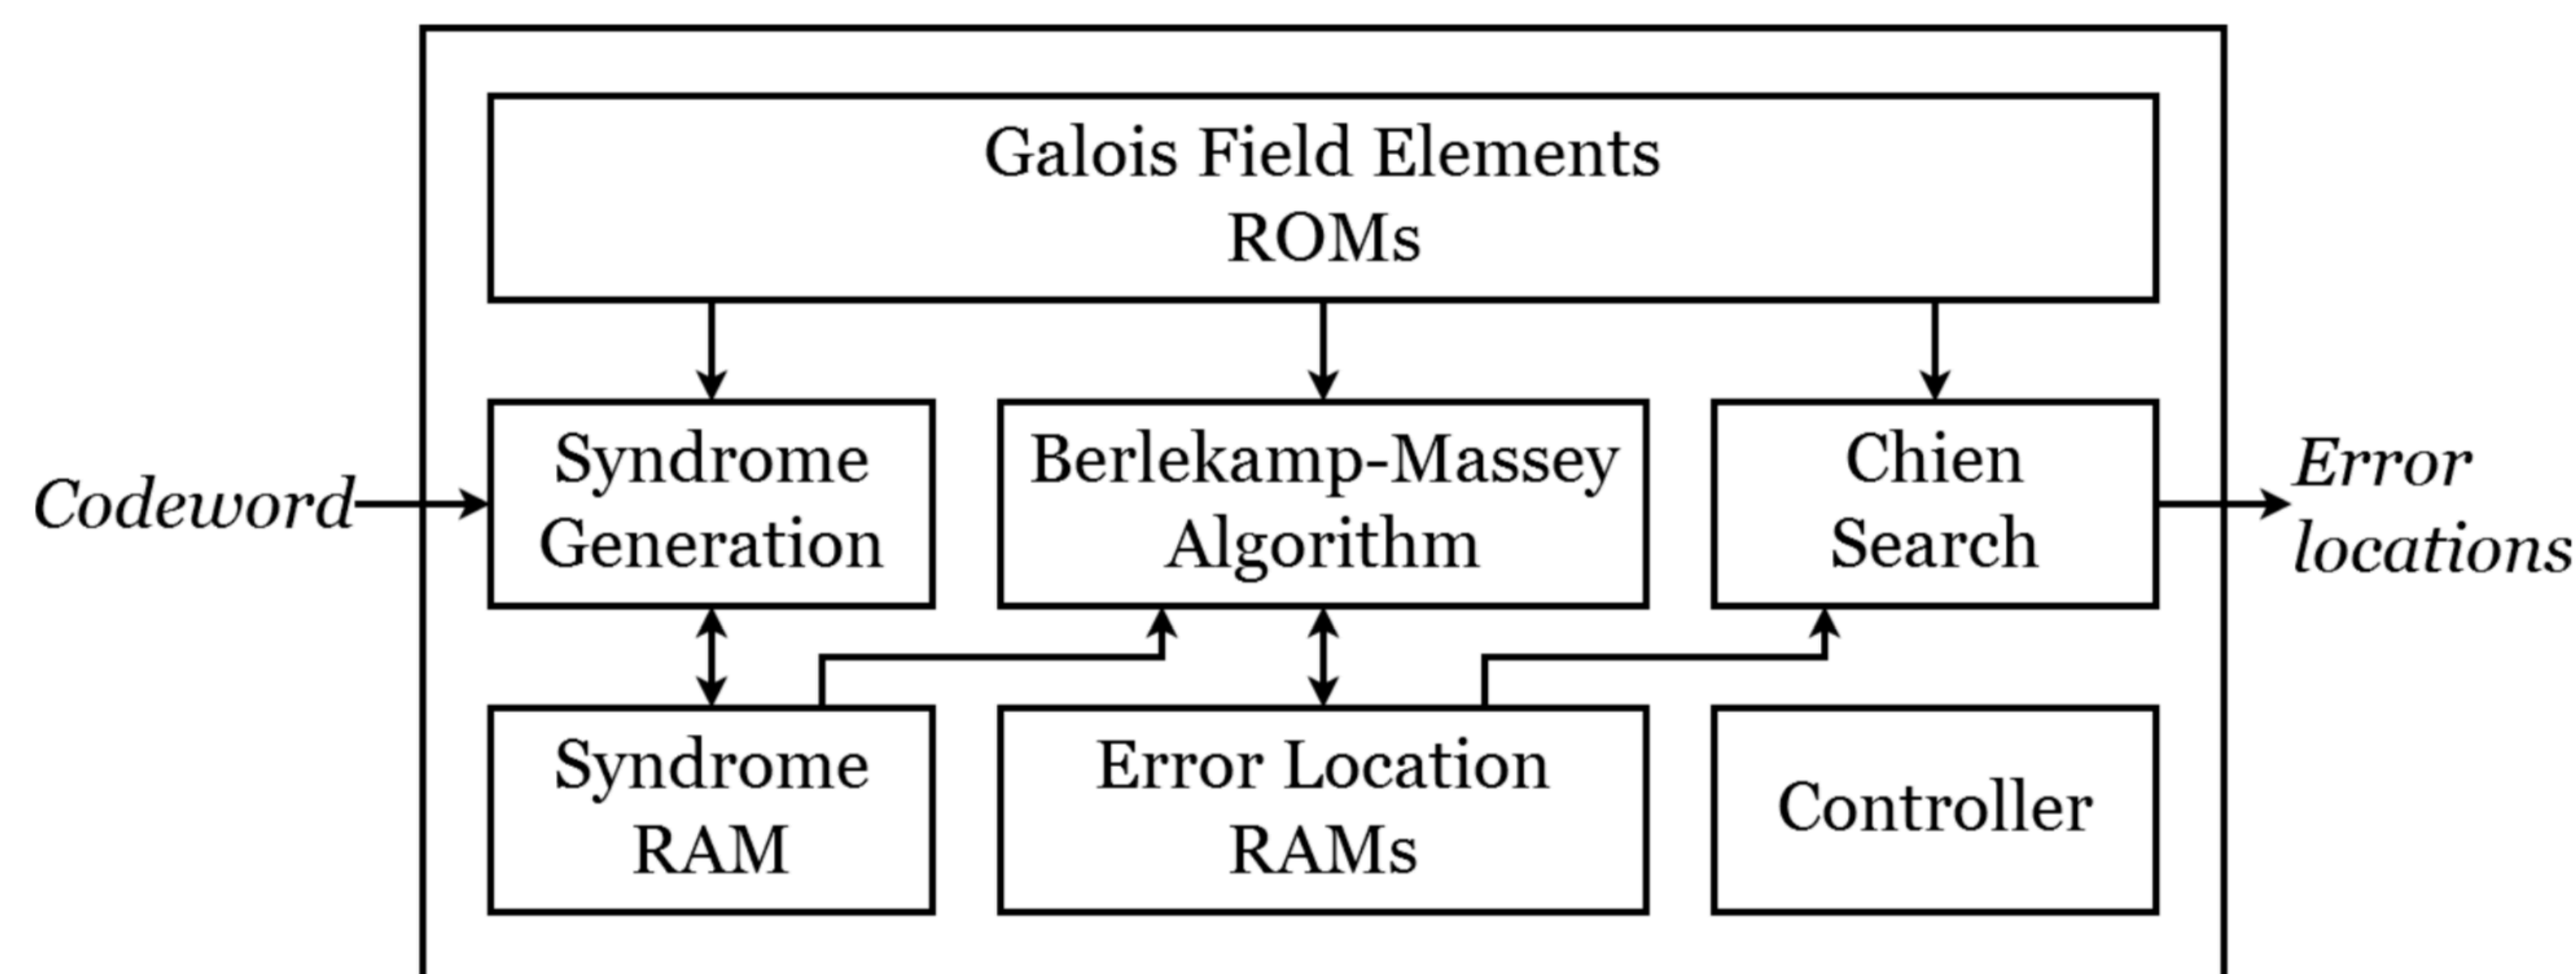 Galois Field Elements
ROMs
Codeword
Syndrome
Generation
Berlekamp-Massey
Algorithm
Chien
Search
Error
locations
Syndrome
RAM
Error Location
RAMs
Controller